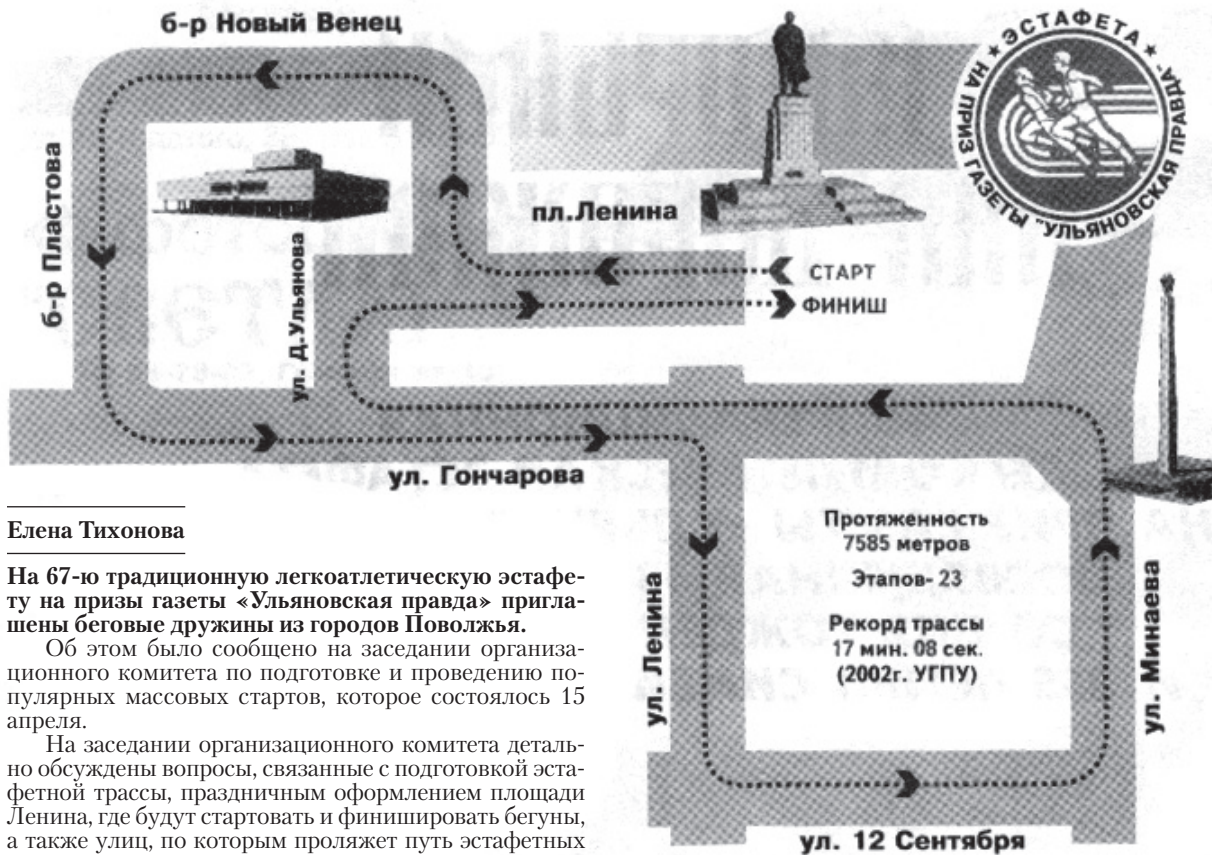 б-р Новый Венец
★ ЭСТАФЕТА ★ НА ПРИЗ ГАЗЕТЫ "УЛЬЯНОВСКАЯ ПРАВДА"
б-р Пластова
пл.Ленина
ул. Д.Ульянова
СТАРТ
ФИНИШ
ул. Гончарова
Протяженность
7585 метров
Этапов- 23
Рекорд трассы
17 мин. 08 сек.
(2002г. УГПУ)
ул. Ленина
ул. Минаева
ул. 12 Сентября
Елена Тихонова
На 67-ю традиционную легкоатлетическую эстафе-
ту на призы газеты «Ульяновская правда» пригла-
шены беговые дружины из городов Поволжья.
Об этом было сообщено на заседании организа-
ционного комитета по подготовке и проведению по-
пулярных массовых стартов, которое состоялось 15
апреля.
На заседании организационного комитета деталь-
но обсуждены вопросы, связанные с подготовкой эста-
фетной трассы, праздничным оформлением площади
Ленина, где будут стартовать и финишировать бегуны,
а также улиц, по которым проляжет путь эстафетных